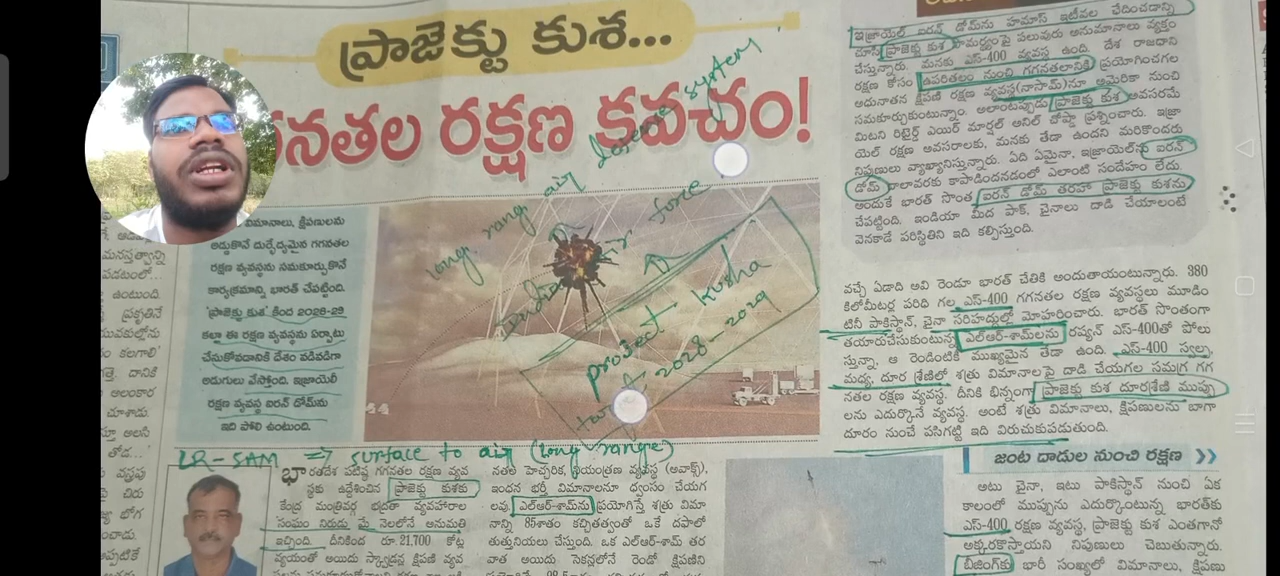 ప్రాజెక్టు కుశ...
నతల రక్షణ కవచం!
long range air defence system
Indian Air force
project kusha
2028-2029
విమానాలు, క్షిపణులను
అడ్డుకొనే దుర్భేద్యమైన గగనతల
రక్షణ వ్యవస్థను సమకూర్చుకొనే
కార్యక్రమాన్ని భారత్ చేపట్టింది.
'ప్రాజెక్టు కుశ' కింద 2028-29
కల్లా ఈ రక్షణ వ్యవస్థను ఏర్పాటు
చేసుకోవడానికి దేశం వడివడిగా
అడుగులు వేస్తోంది. ఇజ్రాయెలీ
రక్షణ వ్యవస్థ ఐరన్ డోమ్‌ను
ఇది పోలి ఉంటుంది.
LR-SAM ⇒ surface to air (long range)
భారతదేశ పటిష్ఠ గగనతల రక్షణ వ్యవ
స్థకు ఉద్దేశించిన ప్రాజెక్టు కుశకు
కేంద్ర మంత్రివర్గ భద్రతా వ్యవహారాల
సంఘం నిరుడు మే నెలలోనే అనుమతి
ఇచ్చింది. దీనికింద రూ.21,700 కోట్ల
వ్యయంతో అయిదు స్క్వాడ్రన్ల క్షిపణి వ్యవ
నతల హెచ్చరిక, నియంత్రణ వ్యవస్థ (అవాక్స్),
ఇంధన భర్తీ విమానాలనూ ధ్వంసం చేయగ
లవు. ఎల్ఆర్-శామ్‌ను ప్రయోగిస్తే శత్రు విమా
నాన్ని 85శాతం కచ్చితత్వంతో ఒకే దఫాలో
తుత్తునియలు చేస్తుంది. ఒక ఎల్ఆర్-శామ్ తర
వాత అయిదు సెకన్లలోనే రెండో క్షిపణిని
ఇజ్రాయెల్ ఐరన్ డోమ్‌ను హమాస్ ఇటీవల ఛేదించడాన్ని
చూసి ప్రాజెక్టు కుశ సామర్థ్యంపై పలువురు అనుమానాలు వ్యక్తం
చేస్తున్నారు. మనకు ఎస్-400 వ్యవస్థ ఉంది. దేశ రాజధాని
రక్షణ కోసం ఉపరితలం నుంచి గగనతలానికి ప్రయోగించగల
అధునాతన క్షిపణి రక్షణ వ్యవస్థ(నాసామ్)నూ అమెరికా నుంచి
సమకూర్చుకుంటున్నాం. అలాంటప్పుడు ప్రాజెక్టు కుశ అవసరమే
మిటని రిటైర్డ్ ఎయిర్ మార్షల్ అనిల్ చోప్డా ప్రశ్నించారు. ఇజ్రా
యెల్ రక్షణ అవసరాలకు, మనకు తేడా ఉందని మరికొందరు
నిపుణులు వ్యాఖ్యానిస్తున్నారు. ఏది ఏమైనా, ఇజ్రాయెల్‌ను ఐరన్
డోమ్ చాలావరకు కాపాడిందనడంలో ఎలాంటి సందేహం లేదు.
అందుకే భారత్ సొంత ఐరన్ డోమ్ తరహా ప్రాజెక్టు కుశను
చేపట్టింది. ఇండియా మీద పాక్, చైనాలు దాడి చేయాలంటే
వెనకాడే పరిస్థితిని ఇది కల్పిస్తుంది.
వచ్చే ఏడాది అవి రెండూ భారత్ చేతికి అందుతాయంటున్నారు. 380
కిలోమీటర్ల పరిధి గల ఎస్-400 గగనతల రక్షణ వ్యవస్థలు మూడిం
టినీ పాకిస్థాన్, చైనా సరిహద్దుల్లో మోహరించారు. భారత్ సొంతంగా
తయారుచేసుకుంటున్న ఎల్ఆర్-శామ్‌లను రష్యన్ ఎస్-400తో పోలు
స్తున్నా, ఆ రెండింటికీ ముఖ్యమైన తేడా ఉంది. ఎస్-400 స్వల్ప,
మధ్య, దూర శ్రేణిలో శత్రు విమానాలపై దాడి చేయగల సమగ్ర గగ
నతల రక్షణ వ్యవస్థ. దీనికి భిన్నంగా ప్రాజెక్టు కుశ దూరశ్రేణి ముప్పు
లను ఎదుర్కొనే వ్యవస్థ. అంటే శత్రు విమానాలు, క్షిపణులను బాగా
దూరం నుంచే పసిగట్టి ఇది విరుచుకుపడుతుంది.
జంట దాడుల నుంచి రక్షణ
అటు చైనా, ఇటు పాకిస్థాన్ నుంచి ఏక
కాలంలో ముప్పును ఎదుర్కొంటున్న భారత్‌కు
ఎస్-400 రక్షణ వ్యవస్థ, ప్రాజెక్టు కుశ ఎంతగానో
అక్కరకొస్తాయని నిపుణులు చెబుతున్నారు.
బీజింగ్‌కు భారీ సంఖ్యలో విమానాలు, క్షిపణు